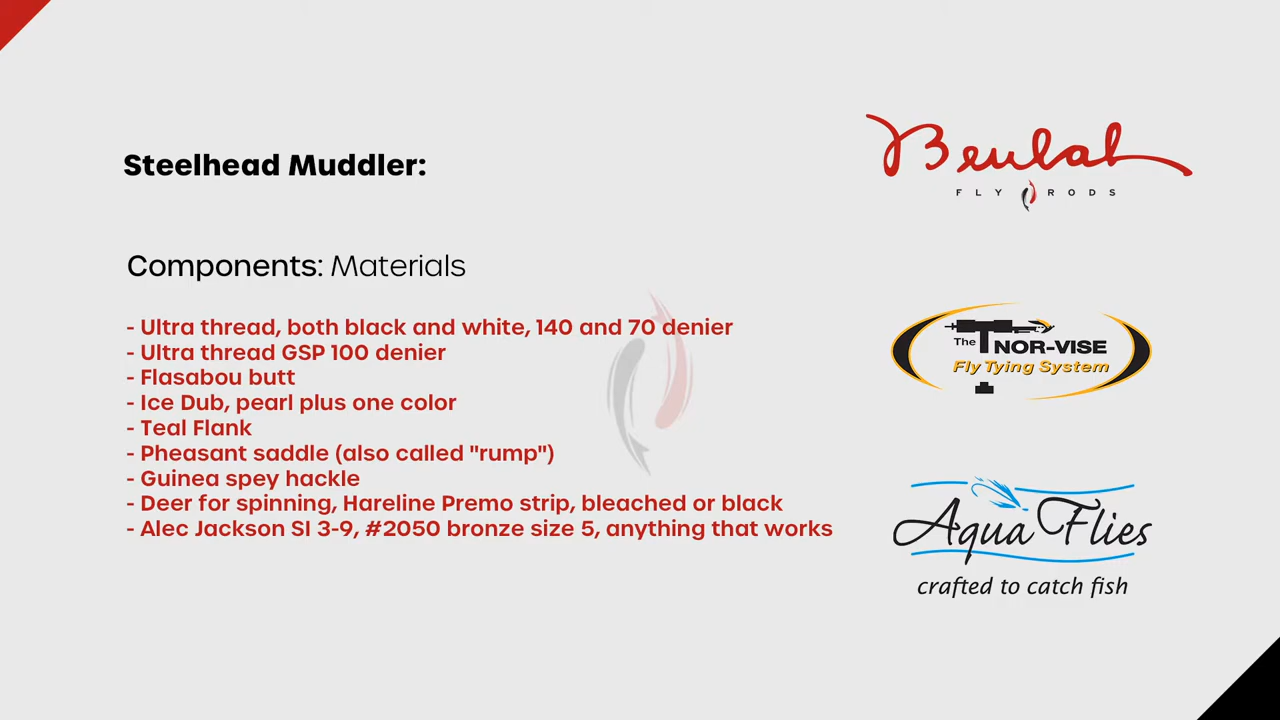 Steelhead Muddler:
Components: Materials
- Ultra thread, both black and white, 140 and 70 denier
- Ultra thread GSP 100 denier
- Flasabou butt
- Ice Dub, pearl plus one color
- Teal Flank
- Pheasant saddle (also called "rump")
- Guinea spey hackle
- Deer for spinning, Hareline Premo strip, bleached or black
- Alec Jackson SI 3-9, #2050 bronze size 5, anything that works
Beulah
FLY RODS
The NOR-VISE
Fly Tying System
Aqua Flies
crafted to catch fish